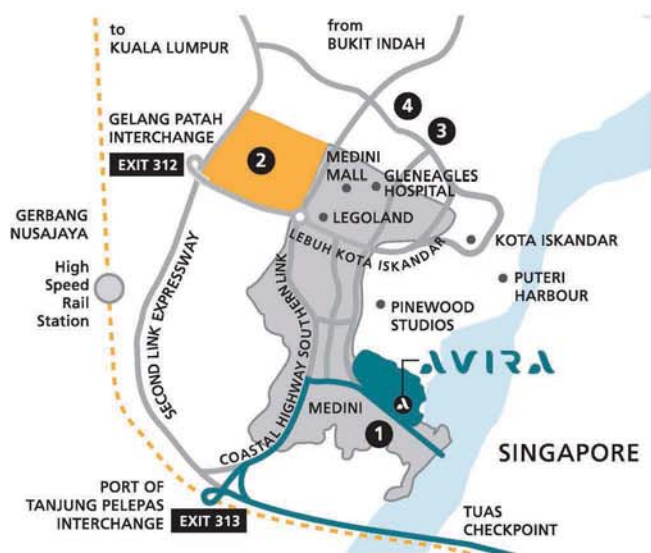 to
KUALA LUMPUR
from
BUKIT INDAH
4
3
GELANG PATAH
INTERCHANGE
EXIT 312
2
MEDINI
MALL
GLENEAGLES
HOSPITAL
LEGOLAND
LEBUH KOTA ISKANDAR
KOTA ISKANDAR
GERBANG
NUSAJAYA
High
Speed
Rail
Station
SECOND LINK EXPRESSWAY
COASTAL HIGHWAY SOUTHERN LINK
PUTERI
HARBOUR
PINEWOOD
STUDIOS
AVIRA
A
MEDINI
1
SINGAPORE
PORT OF
TANJUNG PELEPAS
INTERCHANGE
EXIT 313
TUAS
CHECKPOINT